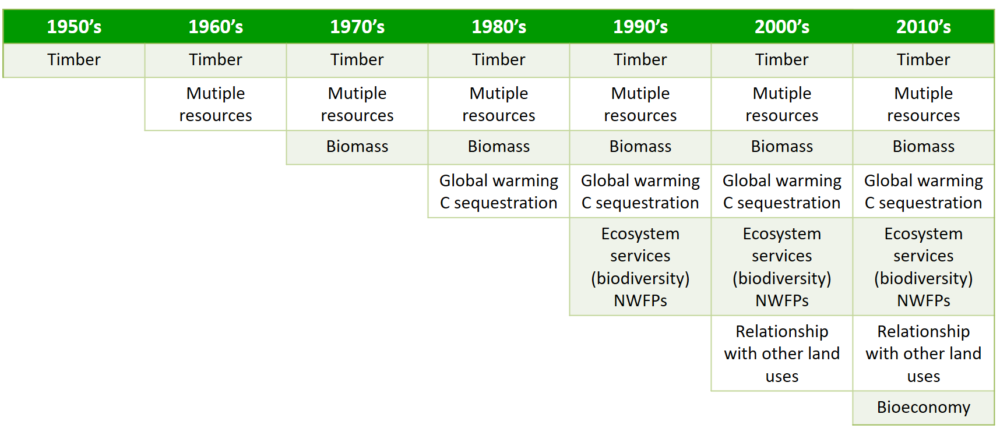 1950’s 1960’s 1970’s 1980’s 1990’s 2000’s 2010’s
Timber Timber Timber Timber Timber Timber Timber
Mutiple Mutiple Mutiple Mutiple Mutiple Mutiple
resources resources resources resources resources resources
Biomass Biomass Biomass Biomass Biomass
Global warming Global warming Global warming Global warming
C sequestration C sequestration C sequestration C sequestration
Ecosystem Ecosystem Ecosystem
services services services
(biodiversity) (biodiversity) (biodiversity)
NWFPs NWFPs NWFPs
Relationship Relationship
with other land with other land
uses uses
Bioeconomy